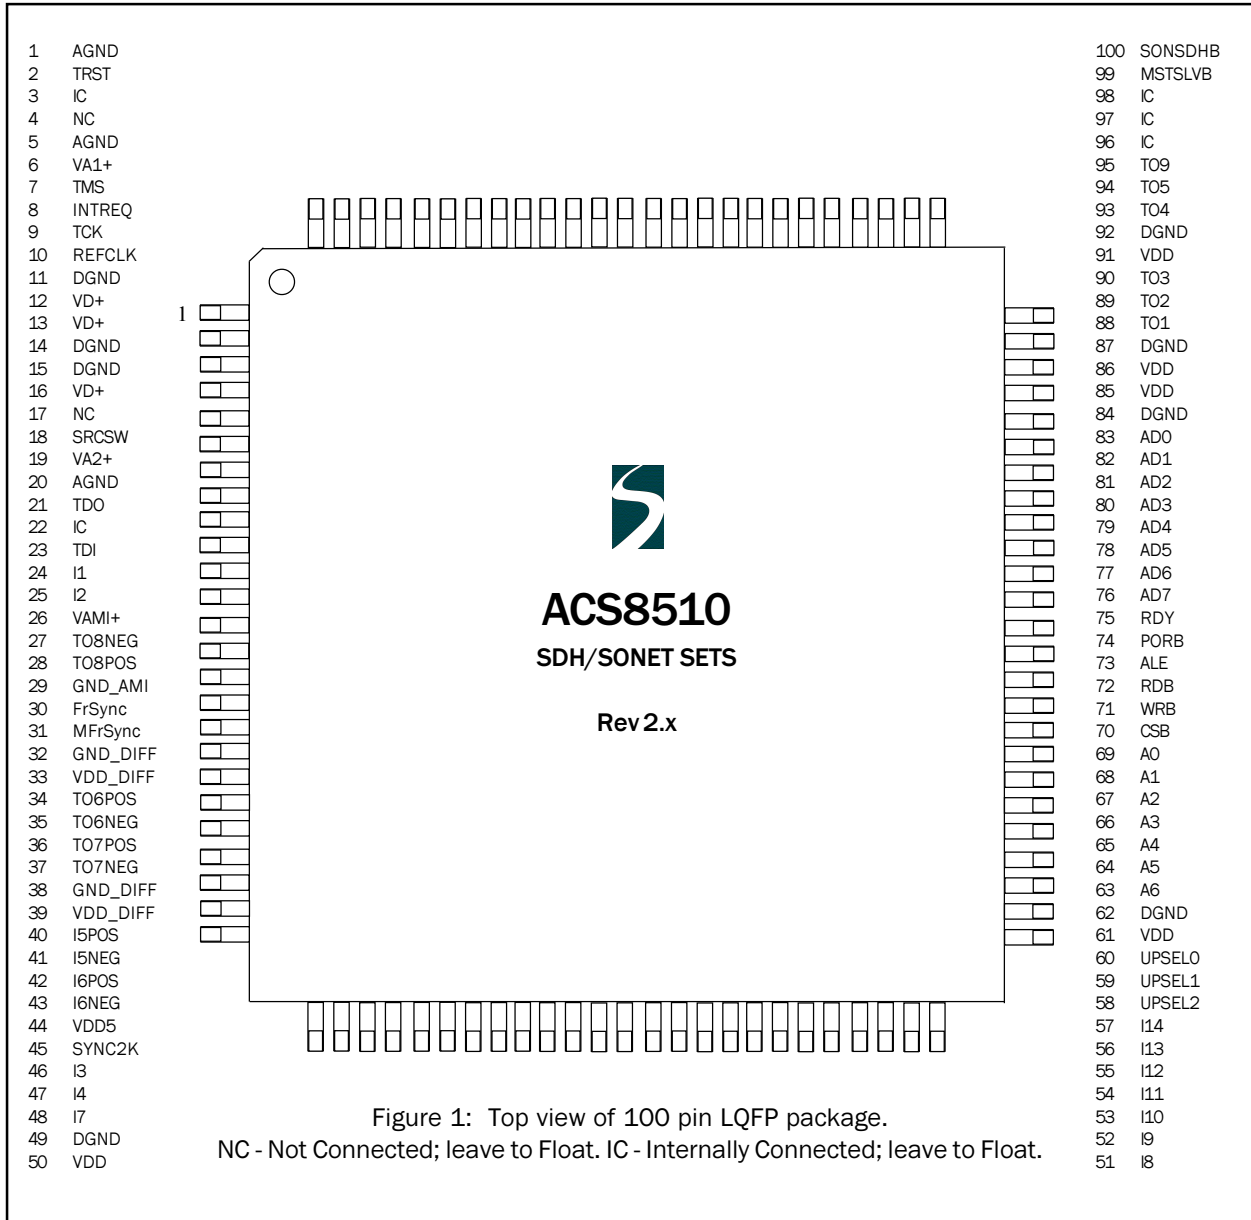 1 AGND
2 TRST
3 IC
4 NC
5 AGND
6 VA1+
7 TMS
8 INTREQ
9 TCK
10 REFCLK
11 DGND
12 VD+
13 VD+
14 DGND
15 DGND
16 VD+
17 NC
18 SRCSW
19 VA2+
20 AGND
21 TDO
22 IC
23 TDI
24 I1
25 I2
26 VAMI+
27 TO8NEG
28 TO8POS
29 GND_AMI
30 FrSync
31 MFrSync
32 GND_DIFF
33 VDD_DIFF
34 TO6POS
35 TO6NEG
36 TO7POS
37 TO7NEG
38 GND_DIFF
39 VDD_DIFF
40 I5POS
41 I5NEG
42 I6POS
43 I6NEG
44 VDD5
45 SYNC2K
46 I3
47 I4
48 I7
49 DGND
50 VDD
1
ACS8510
SDH/SONET SETS
Rev 2.x
100 SONSDHB
99 MSTSLVB
98 IC
97 IC
96 IC
95 TO9
94 TO5
93 TO4
92 DGND
91 VDD
90 TO3
89 TO2
88 TO1
87 DGND
86 VDD
85 VDD
84 DGND
83 AD0
82 AD1
81 AD2
80 AD3
79 AD4
78 AD5
77 AD6
76 AD7
75 RDY
74 PORB
73 ALE
72 RDB
71 WRB
70 CSB
69 A0
68 A1
67 A2
66 A3
65 A4
64 A5
63 A6
62 DGND
61 VDD
60 UPSEL0
59 UPSEL1
58 UPSEL2
57 I14
56 I13
55 I12
54 I11
53 I10
52 I9
51 I8
Figure 1: Top view of 100 pin LQFP package.
NC - Not Connected; leave to Float. IC - Internally Connected; leave to Float.